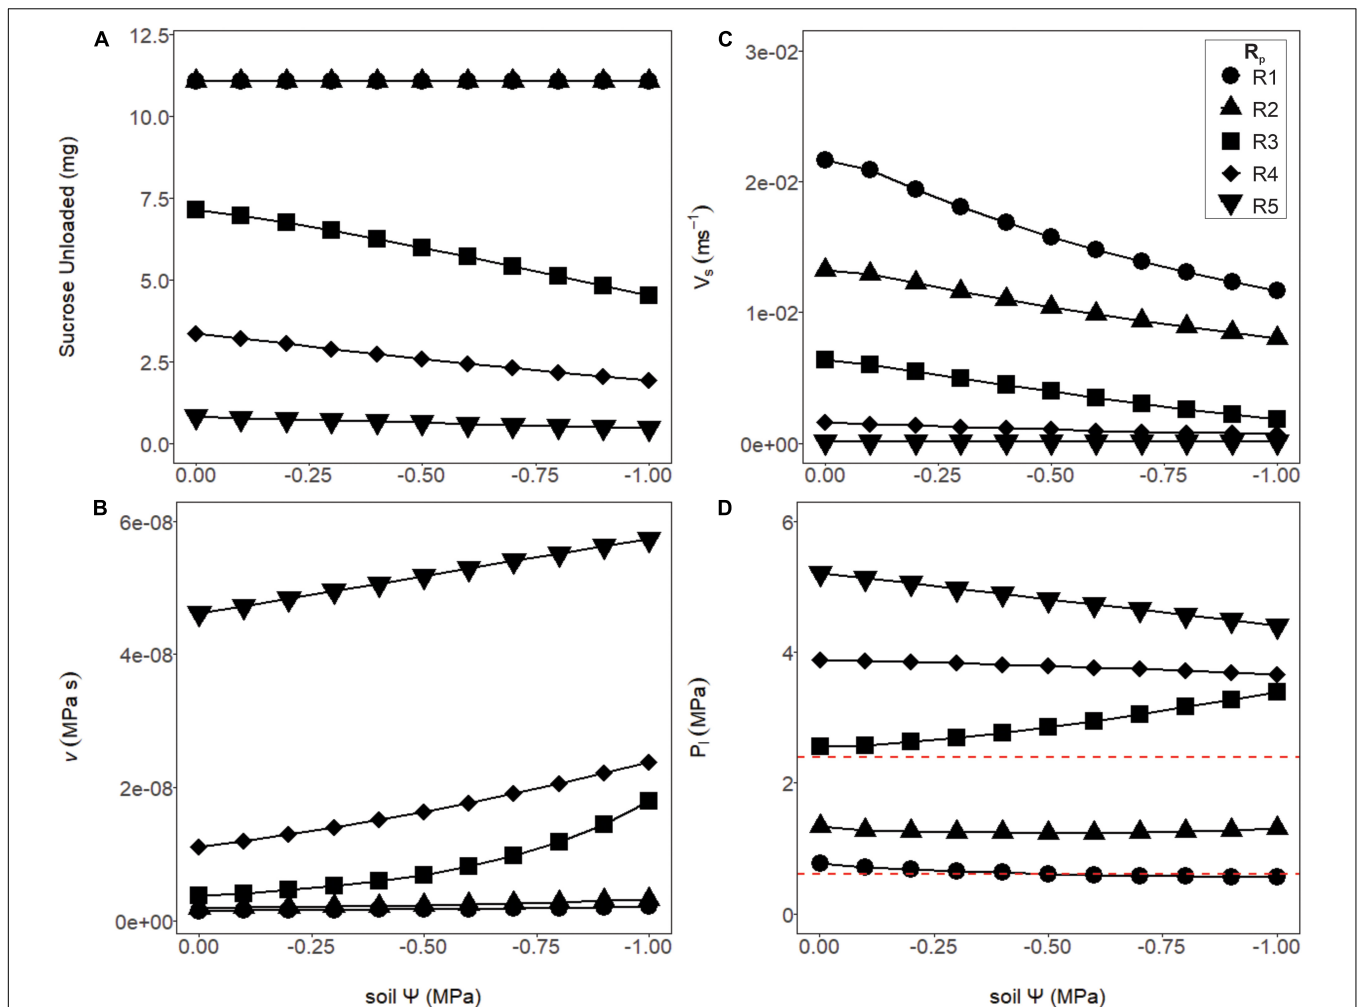 A
12.5
10.0
7.5
5.0
2.5
0.0
Sucrose Unloaded (mg)
0.00 -0.25 -0.50 -0.75 -1.00
C
3e-02
2e-02
1e-02
0e+00
Vs (ms⁻¹)
0.00 -0.25 -0.50 -0.75 -1.00
Rp
R1
R2
R3
R4
R5
B
6e-08
4e-08
2e-08
0e+00
v (MPa s)
0.00 -0.25 -0.50 -0.75 -1.00
soil Ψ (MPa)
D
6
4
2
0
Pl (MPa)
0.00 -0.25 -0.50 -0.75 -1.00
soil Ψ (MPa)